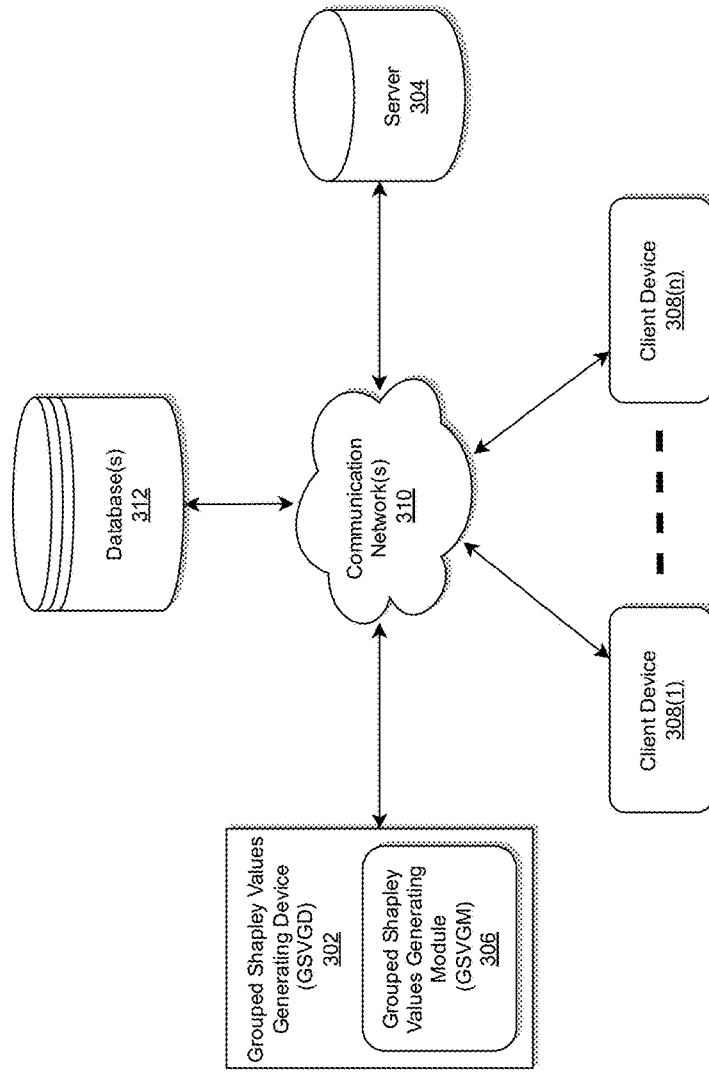 Database(s)
312
Grouped Shapley Values
Generating Device
(GSVGD)
302
Grouped Shapley
Values Generating
Module
(GSVGM)
306
Communication
Network(s)
310
Server
304
Client Device
308(1)
Client Device
308(n)